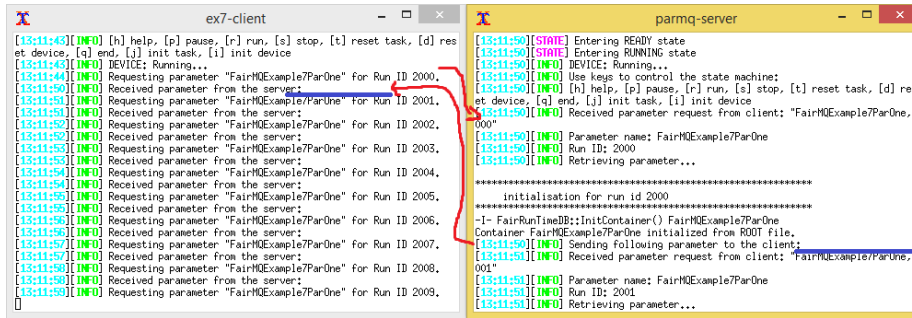 ex7-client
[13:11:43][INFO] [h] help, [p] pause, [r] run, [s] stop, [t] reset task, [d] res
et device, [q] end, [j] init task, [i] init device
[13:11:43][INFO] DEVICE: Running...
[13:11:44][INFO] Requesting parameter "FairMQExample7ParOne" for Run ID 2000.
[13:11:50][INFO] Received parameter from the server:
[13:11:51][INFO] Requesting parameter "FairMQExample7ParOne" for Run ID 2001.
[13:11:52][INFO] Received parameter from the server:
[13:11:52][INFO] Requesting parameter "FairMQExample7ParOne" for Run ID 2002.
[13:11:52][INFO] Received parameter from the server:
[13:11:53][INFO] Requesting parameter "FairMQExample7ParOne" for Run ID 2003.
[13:11:53][INFO] Received parameter from the server:
[13:11:54][INFO] Requesting parameter "FairMQExample7ParOne" for Run ID 2004.
[13:11:54][INFO] Received parameter from the server:
[13:11:55][INFO] Requesting parameter "FairMQExample7ParOne" for Run ID 2005.
[13:11:55][INFO] Received parameter from the server:
[13:11:56][INFO] Requesting parameter "FairMQExample7ParOne" for Run ID 2006.
[13:11:56][INFO] Received parameter from the server:
[13:11:57][INFO] Requesting parameter "FairMQExample7ParOne" for Run ID 2007.
[13:11:57][INFO] Received parameter from the server:
[13:11:58][INFO] Requesting parameter "FairMQExample7ParOne" for Run ID 2008.
[13:11:58][INFO] Received parameter from the server:
[13:11:59][INFO] Requesting parameter "FairMQExample7ParOne" for Run ID 2009.
parmq-server
[13:11:50][STATE] Entering READY state
[13:11:50][STATE] Entering RUNNING state
[13:11:50][INFO] DEVICE: Running...
[13:11:50][INFO] Use keys to control the state machine:
[13:11:50][INFO] [h] help, [p] pause, [r] run, [s] stop, [t] reset task, [d] re
et device, [q] end, [j] init task, [i] init device
[13:11:50][INFO] Received parameter request from client: "FairMQExample7ParOne,
000"
[13:11:50][INFO] Parameter name: FairMQExample7ParOne
[13:11:50][INFO] Run ID: 2000
[13:11:50][INFO] Retrieving parameter...
*************************************************************
initialisation for run id 2000
*************************************************************
-I- FairRunTimeDB::InitContainer() FairMQExample7ParOne
Container FairMQExample7ParOne initialized from ROOT file.
[13:11:50][INFO] Sending following parameter to the client:
[13:11:51][INFO] Received parameter request from client: "FairMQExample7ParOne,
001"
[13:11:51][INFO] Parameter name: FairMQExample7ParOne
[13:11:51][INFO] Run ID: 2001
[13:11:51][INFO] Retrieving parameter...